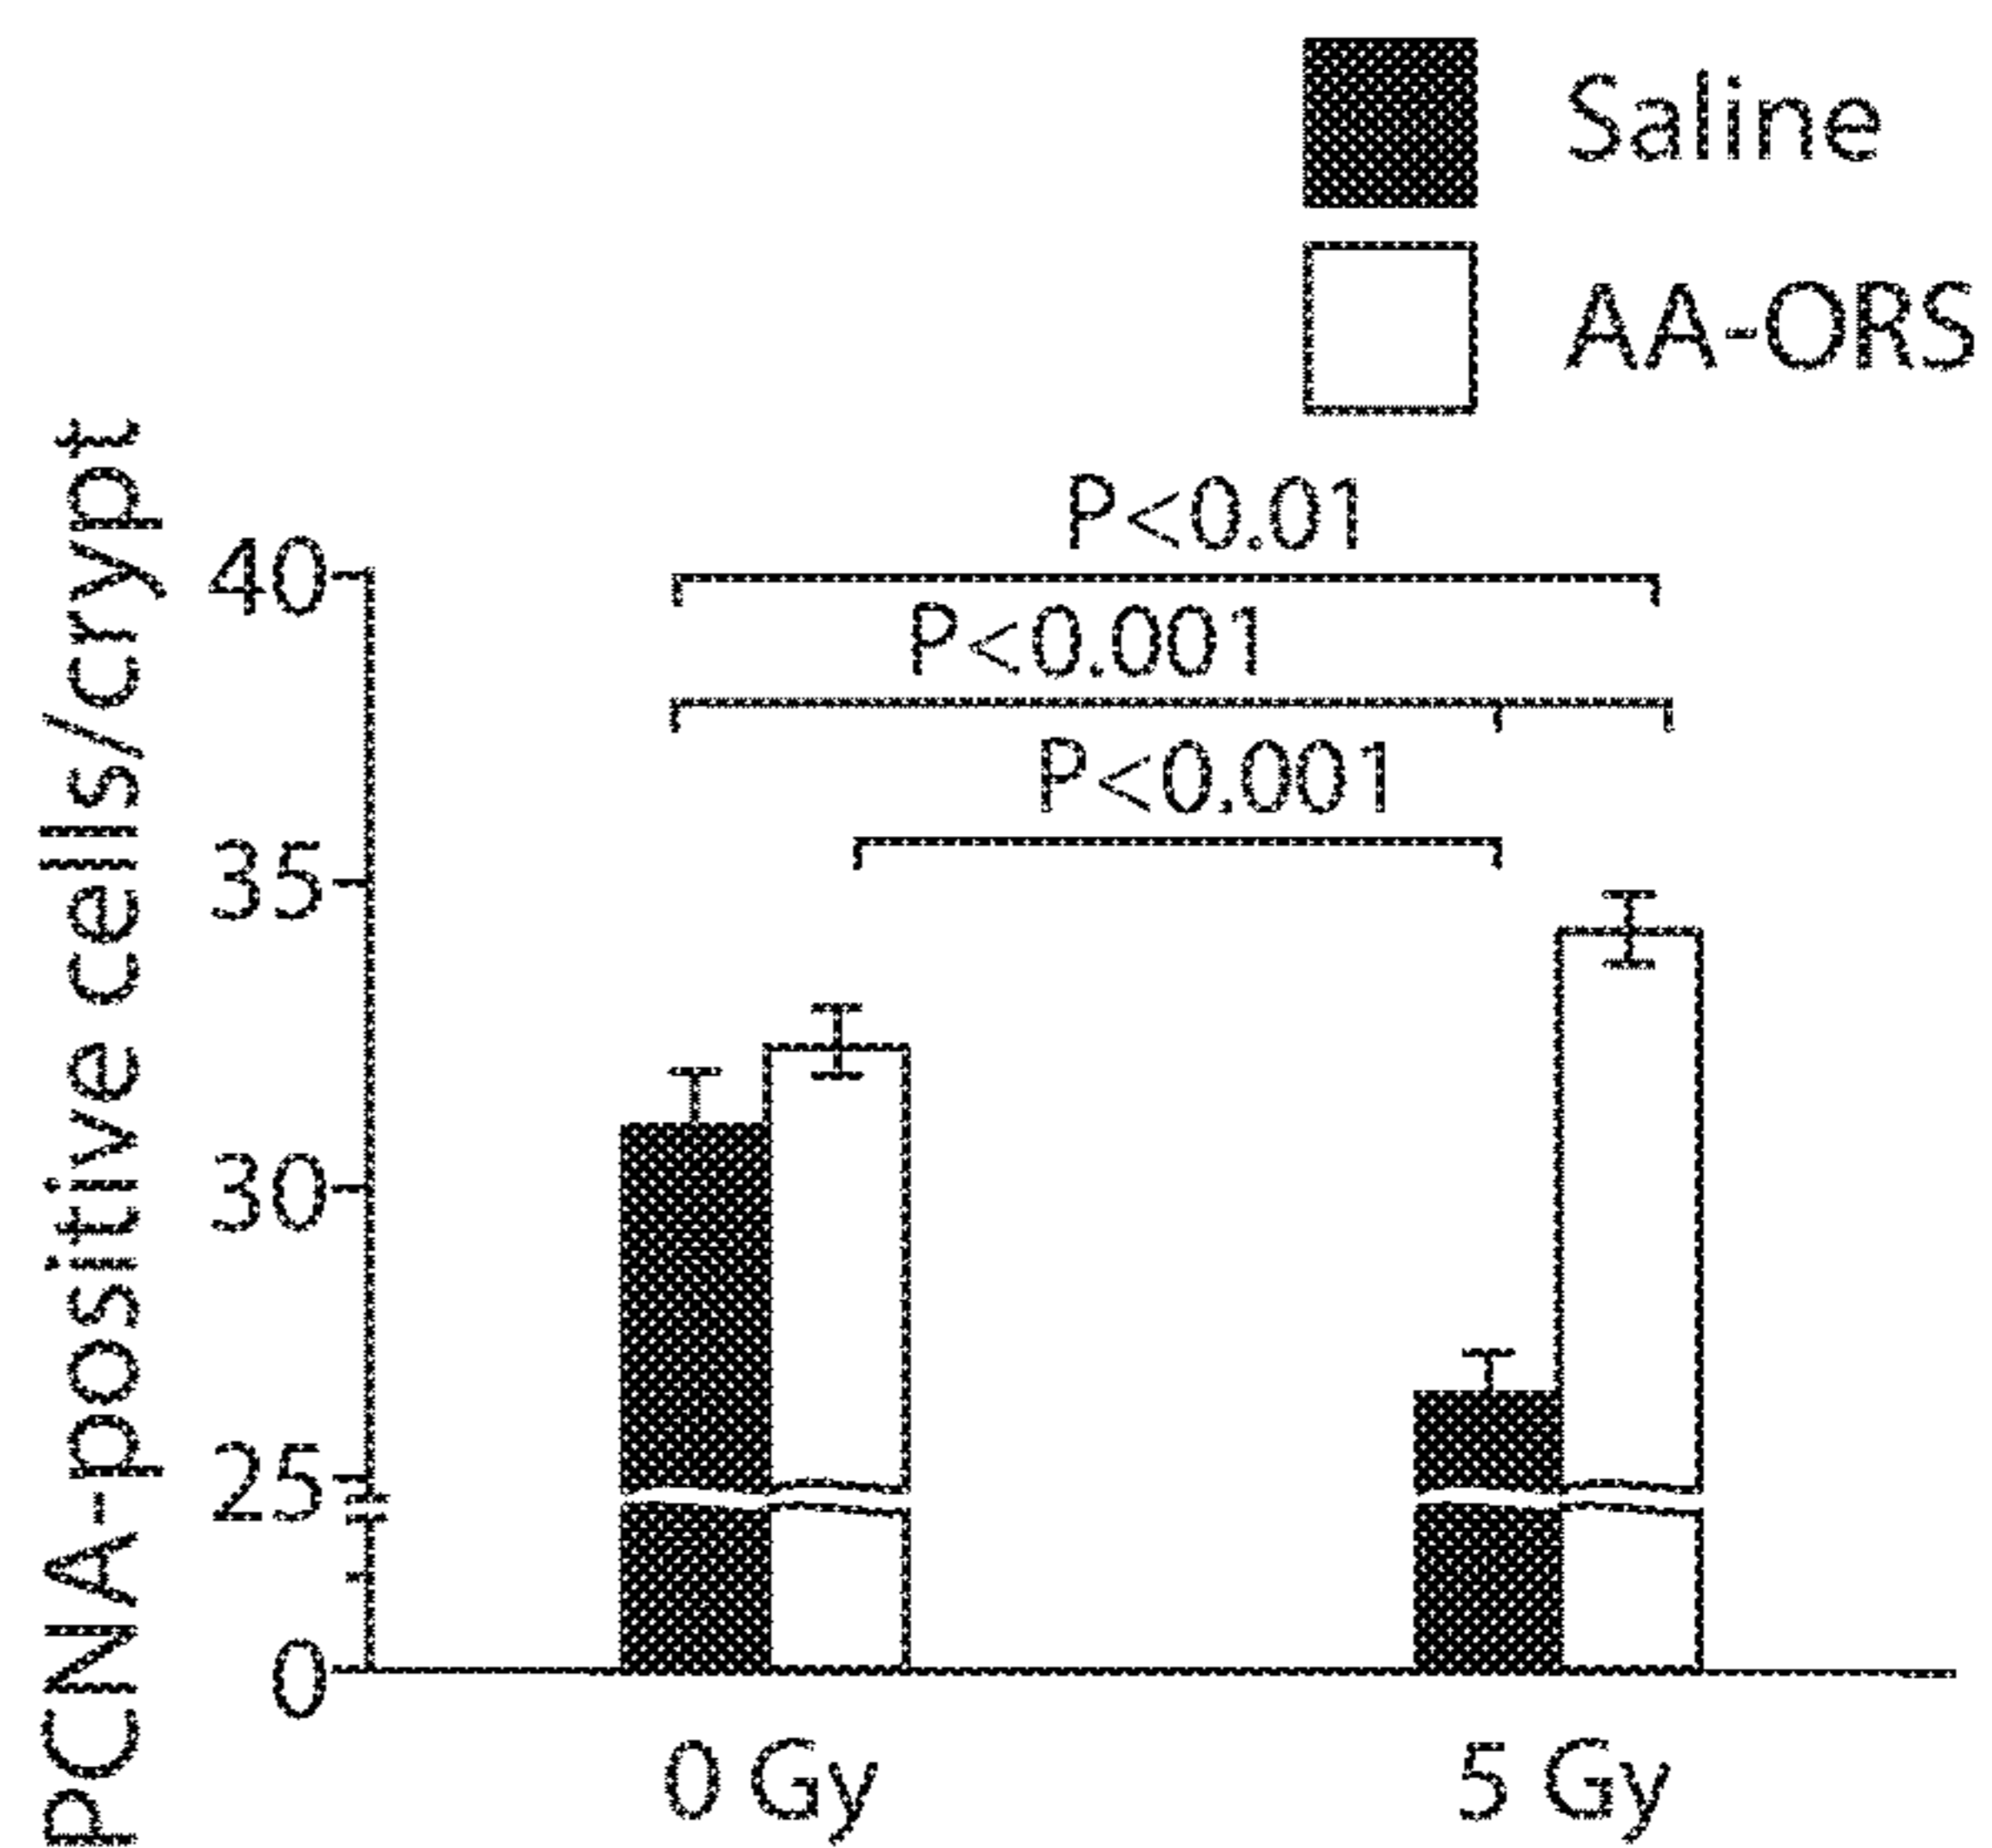 Saline
AA-ORS
PCNA-positive cells/crypt
P<0.01
40
P<0.001
P<0.001
35
30
25
0
0 Gy
5 Gy